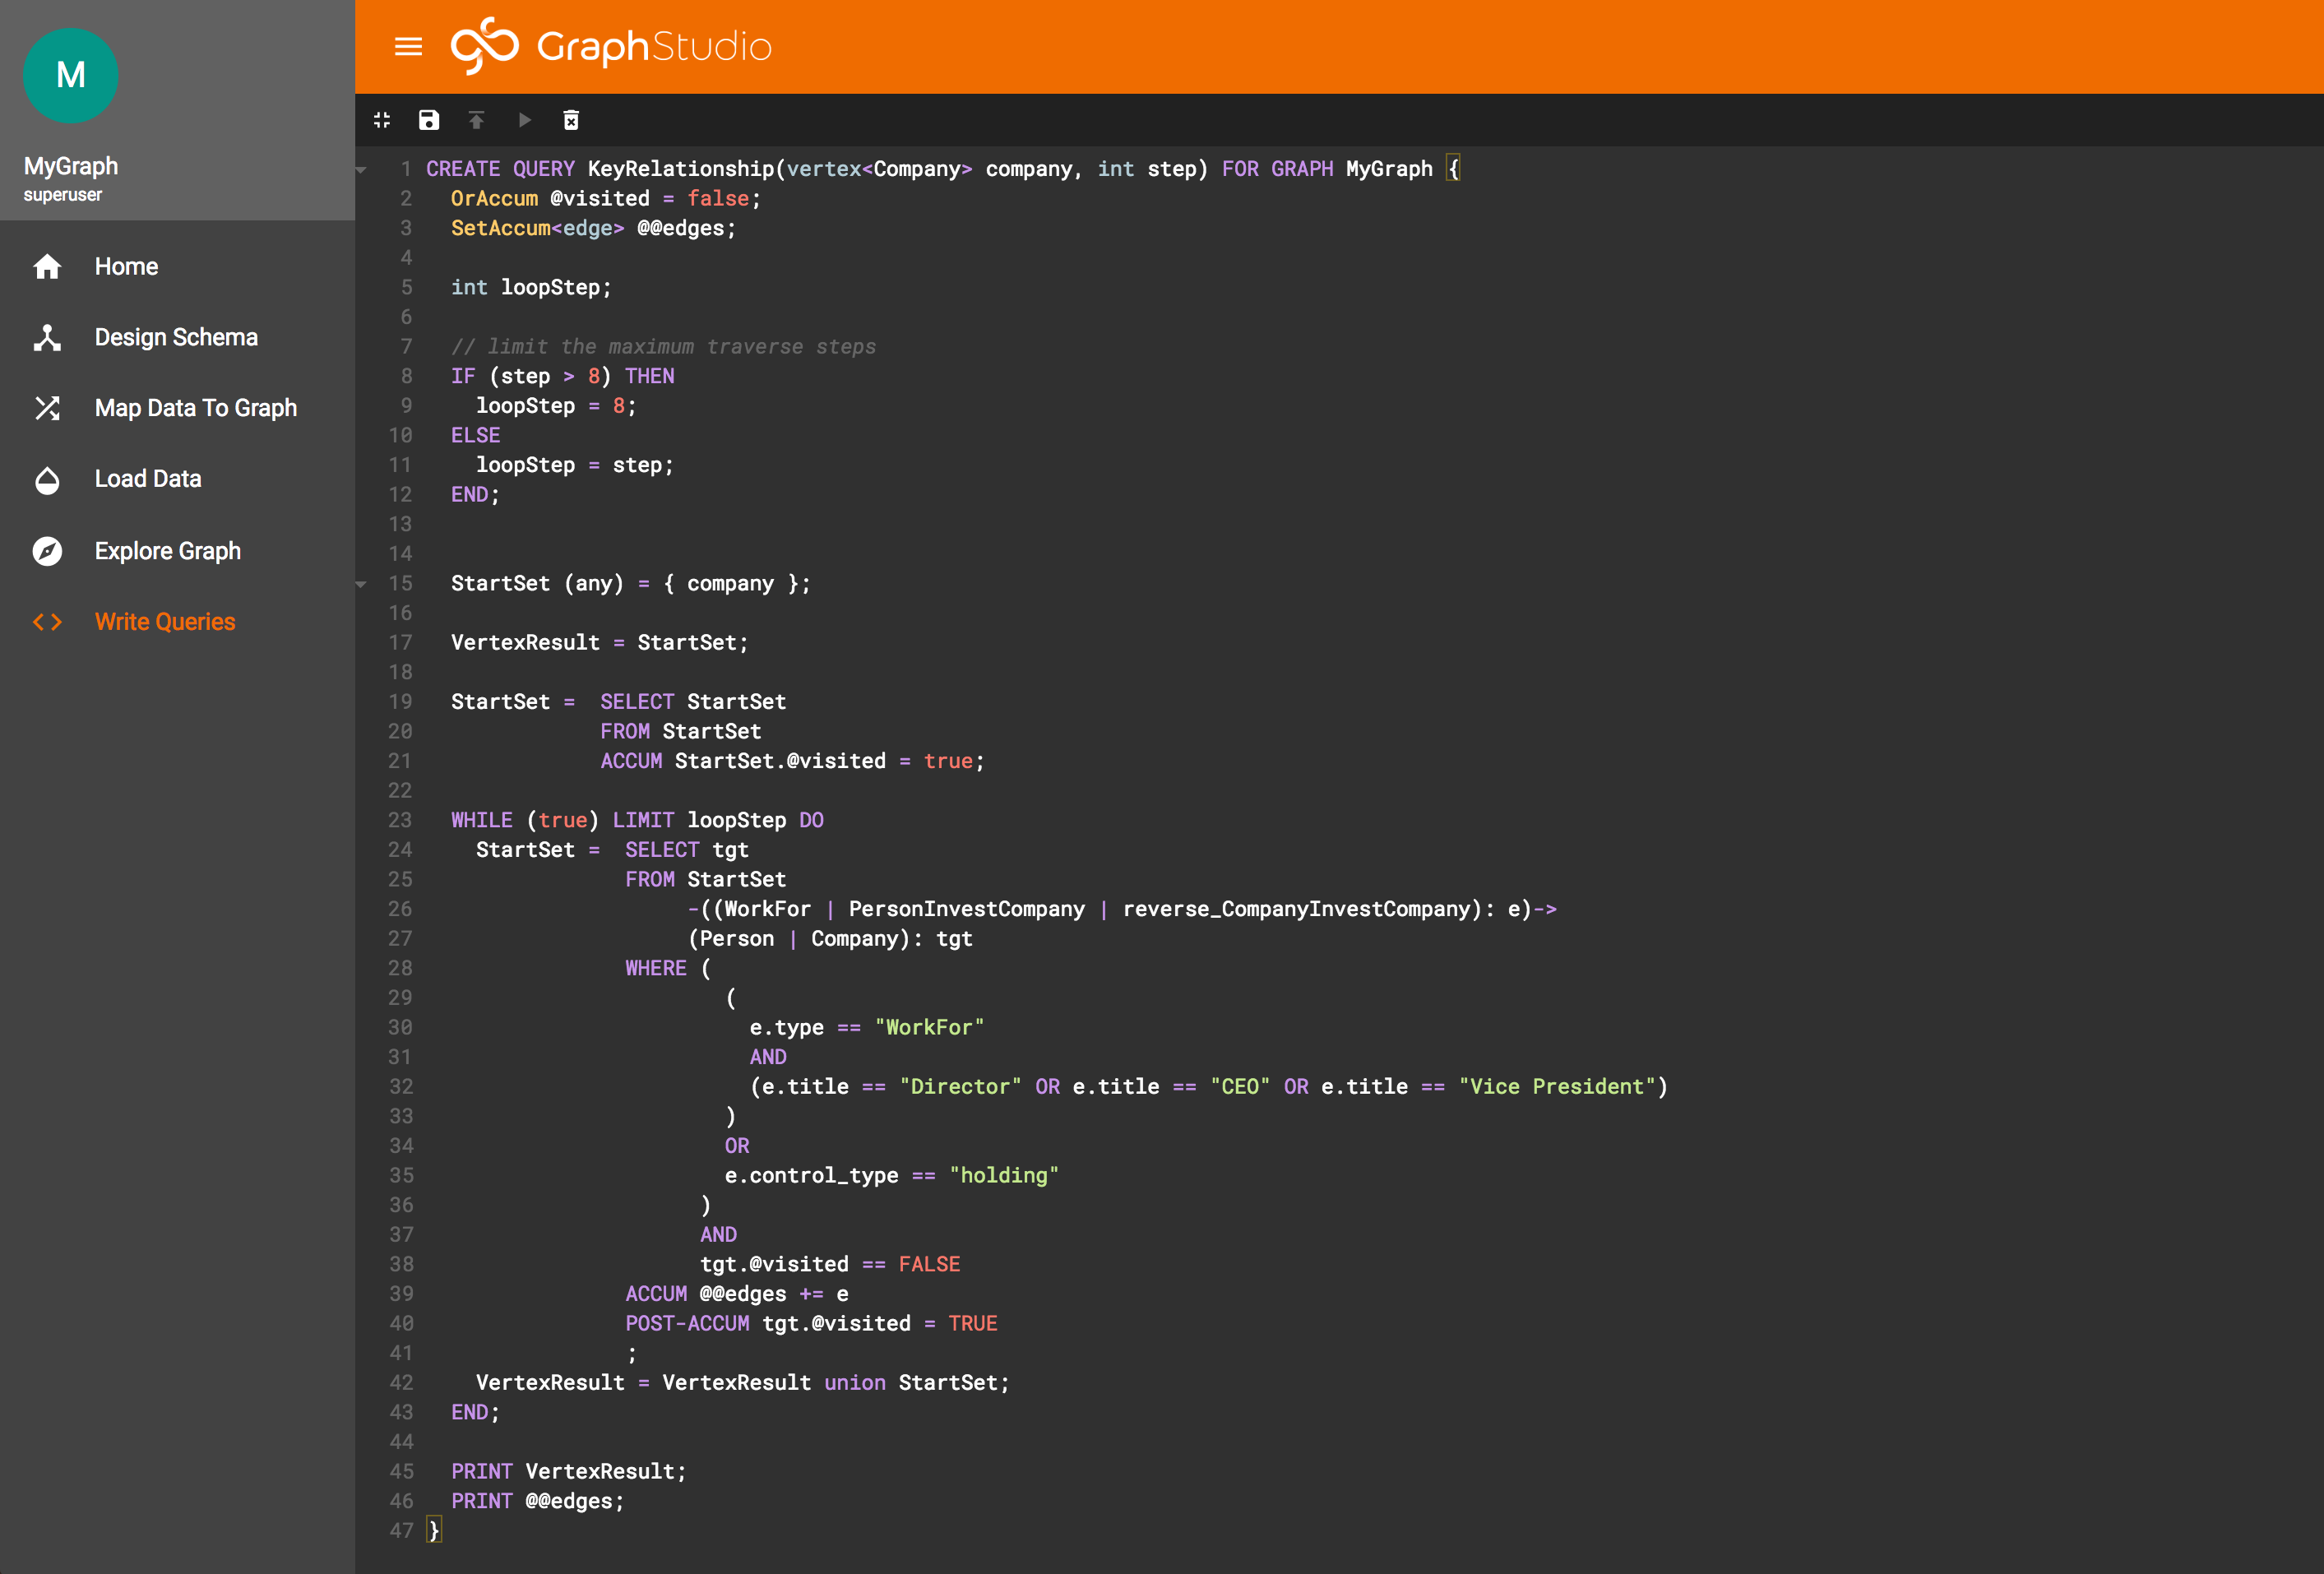 M
MyGraph
superuser
Home
Design Schema
Map Data To Graph
Load Data
Explore Graph
Write Queries
GraphStudio
1 CREATE QUERY KeyRelationship(vertex<Company> company, int step) FOR GRAPH MyGraph {
2 OrAccum @visited = false;
3 SetAccum<edge> @@edges;
4
5 int loopStep;
6
7 // limit the maximum traverse steps
8 IF (step > 8) THEN
9 loopStep = 8;
10 ELSE
11 loopStep = step;
12 END;
13
14
15 StartSet (any) = { company };
16
17 VertexResult = StartSet;
18
19 StartSet = SELECT StartSet
20 FROM StartSet
21 ACCUM StartSet.@visited = true;
22
23 WHILE (true) LIMIT loopStep DO
24 StartSet = SELECT tgt
25 FROM StartSet
26 -((WorkFor | PersonInvestCompany | reverse_CompanyInvestCompany): e)->
27 (Person | Company): tgt
28 WHERE (
29 (
30 e.type == "WorkFor"
31 AND
32 (e.title == "Director" OR e.title == "CEO" OR e.title == "Vice President")
33 )
34 OR
35 e.control_type == "holding"
36 )
37 AND
38 tgt.@visited == FALSE
39 ACCUM @@edges += e
40 POST-ACCUM tgt.@visited = TRUE
41 ;
42 VertexResult = VertexResult union StartSet;
43 END;
44
45 PRINT VertexResult;
46 PRINT @@edges;
47 }